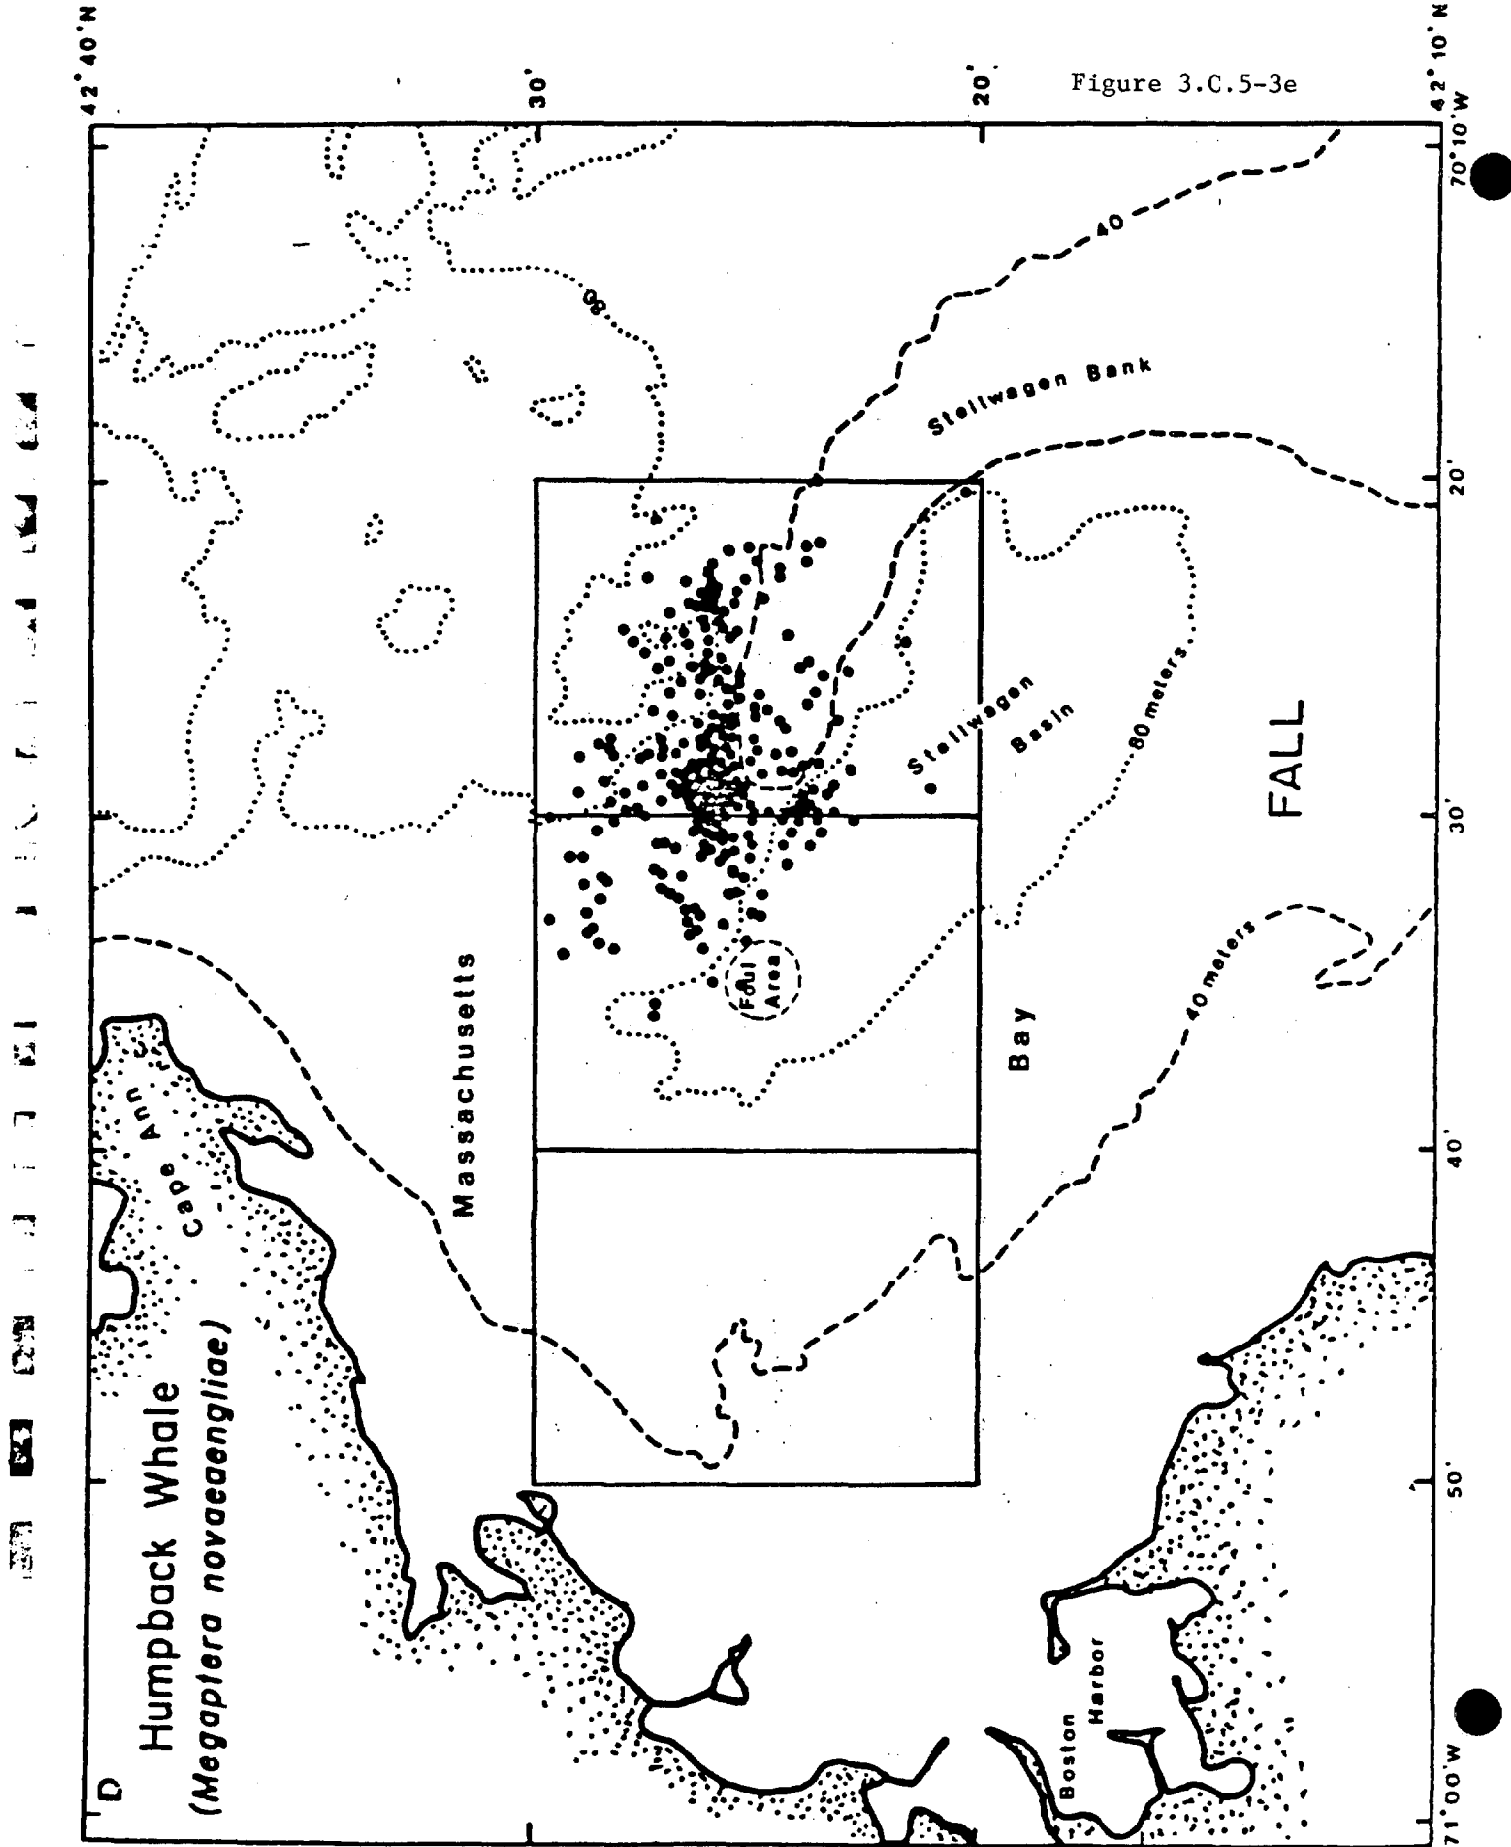 Figure 3.C.5-3e
D
Humpback Whale
(Megaptera novaeaengliae)
Cape Ann
Massachusetts
Bay
Foul
Area
Stellwagen Bank
Stellwagen
Basin
Boston
Harbor
FALL
40 meters
80 meters
40
80
42°40'N
30'
20'
42°10'N
71°00'W
50'
40'
30'
20'
70°10'W